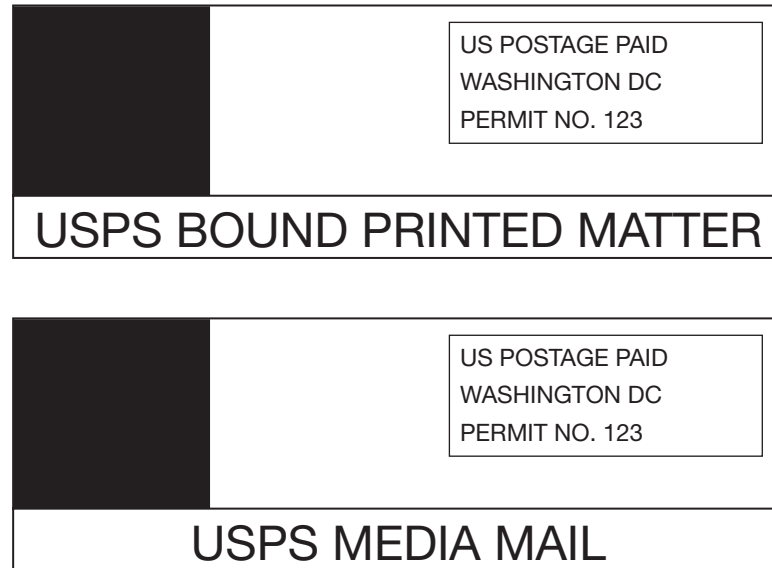 US POSTAGE PAID
WASHINGTON DC
PERMIT NO. 123
USPS BOUND PRINTED MATTER
US POSTAGE PAID
WASHINGTON DC
PERMIT NO. 123
USPS MEDIA MAIL